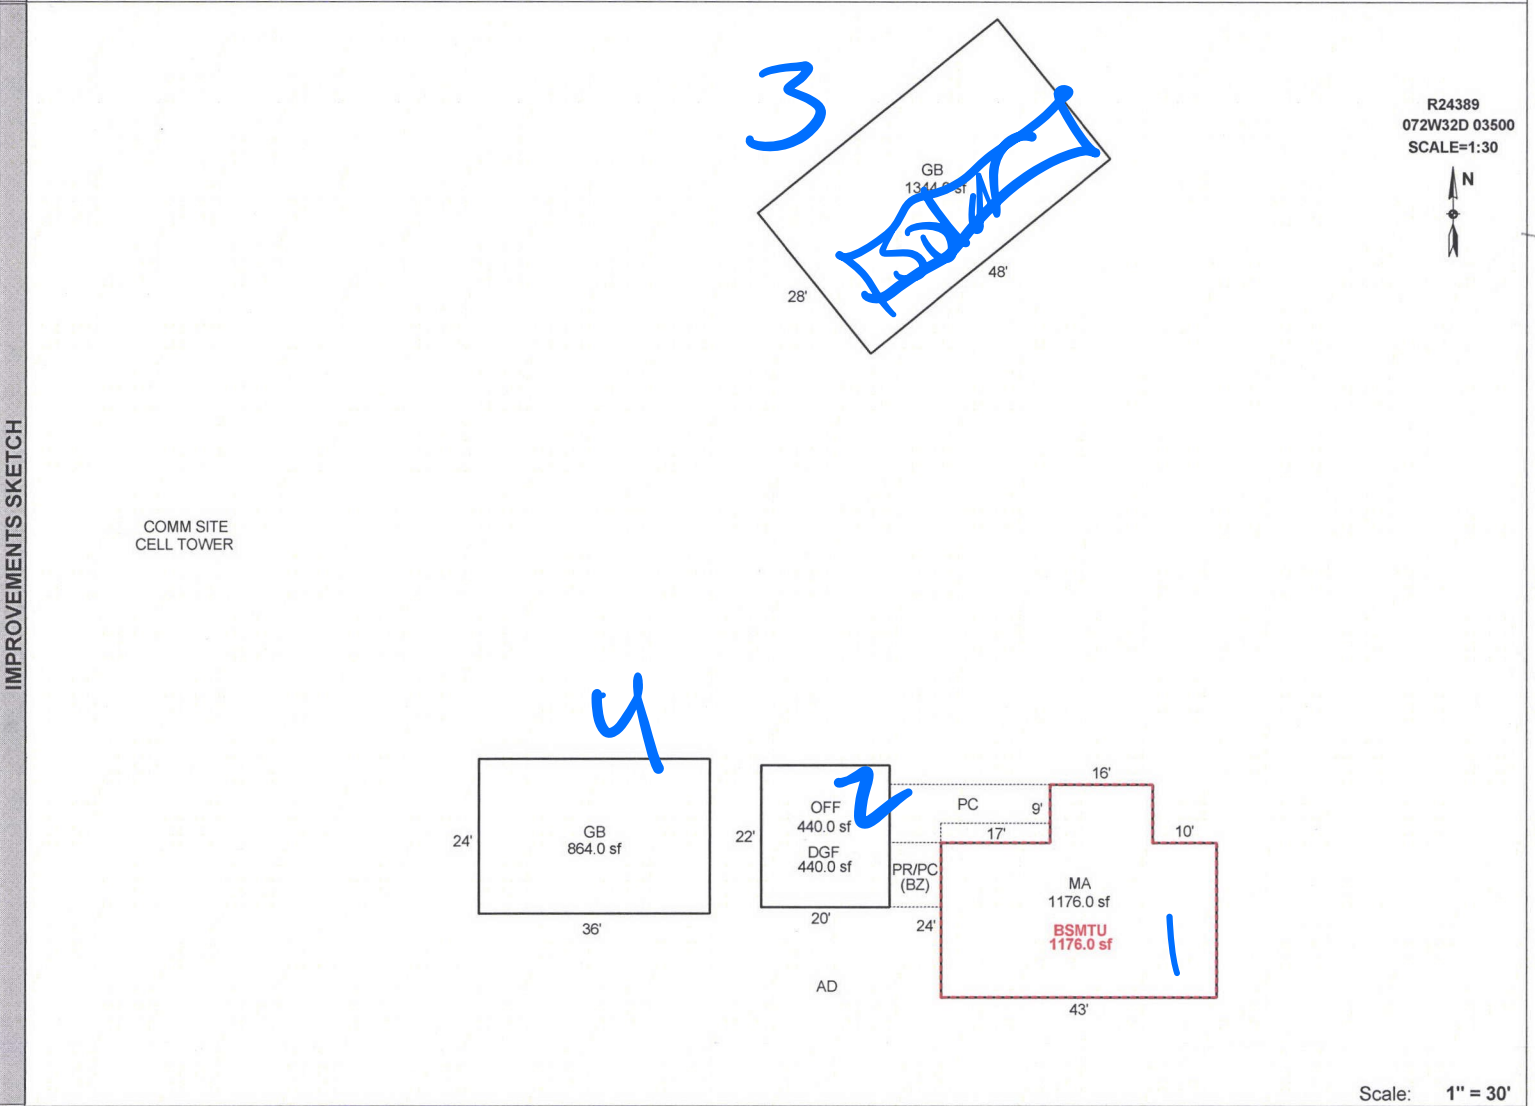 IMPROVEMENTS SKETCH
3
R24389
072W32D 03500
SCALE=1:30
N
GB
1344.0 sf
SOLAR
48'
28'
COMM SITE
CELL TOWER
4
24'
GB
864.0 sf
36'
2
22'
OFF
440.0 sf
DGF
440.0 sf
20'
AD
PC
9'
16'
17'
10'
PR/PC
(BZ)
24'
MA
1176.0 sf
BSMTU
1176.0 sf
1
43'
Scale: 1" = 30'